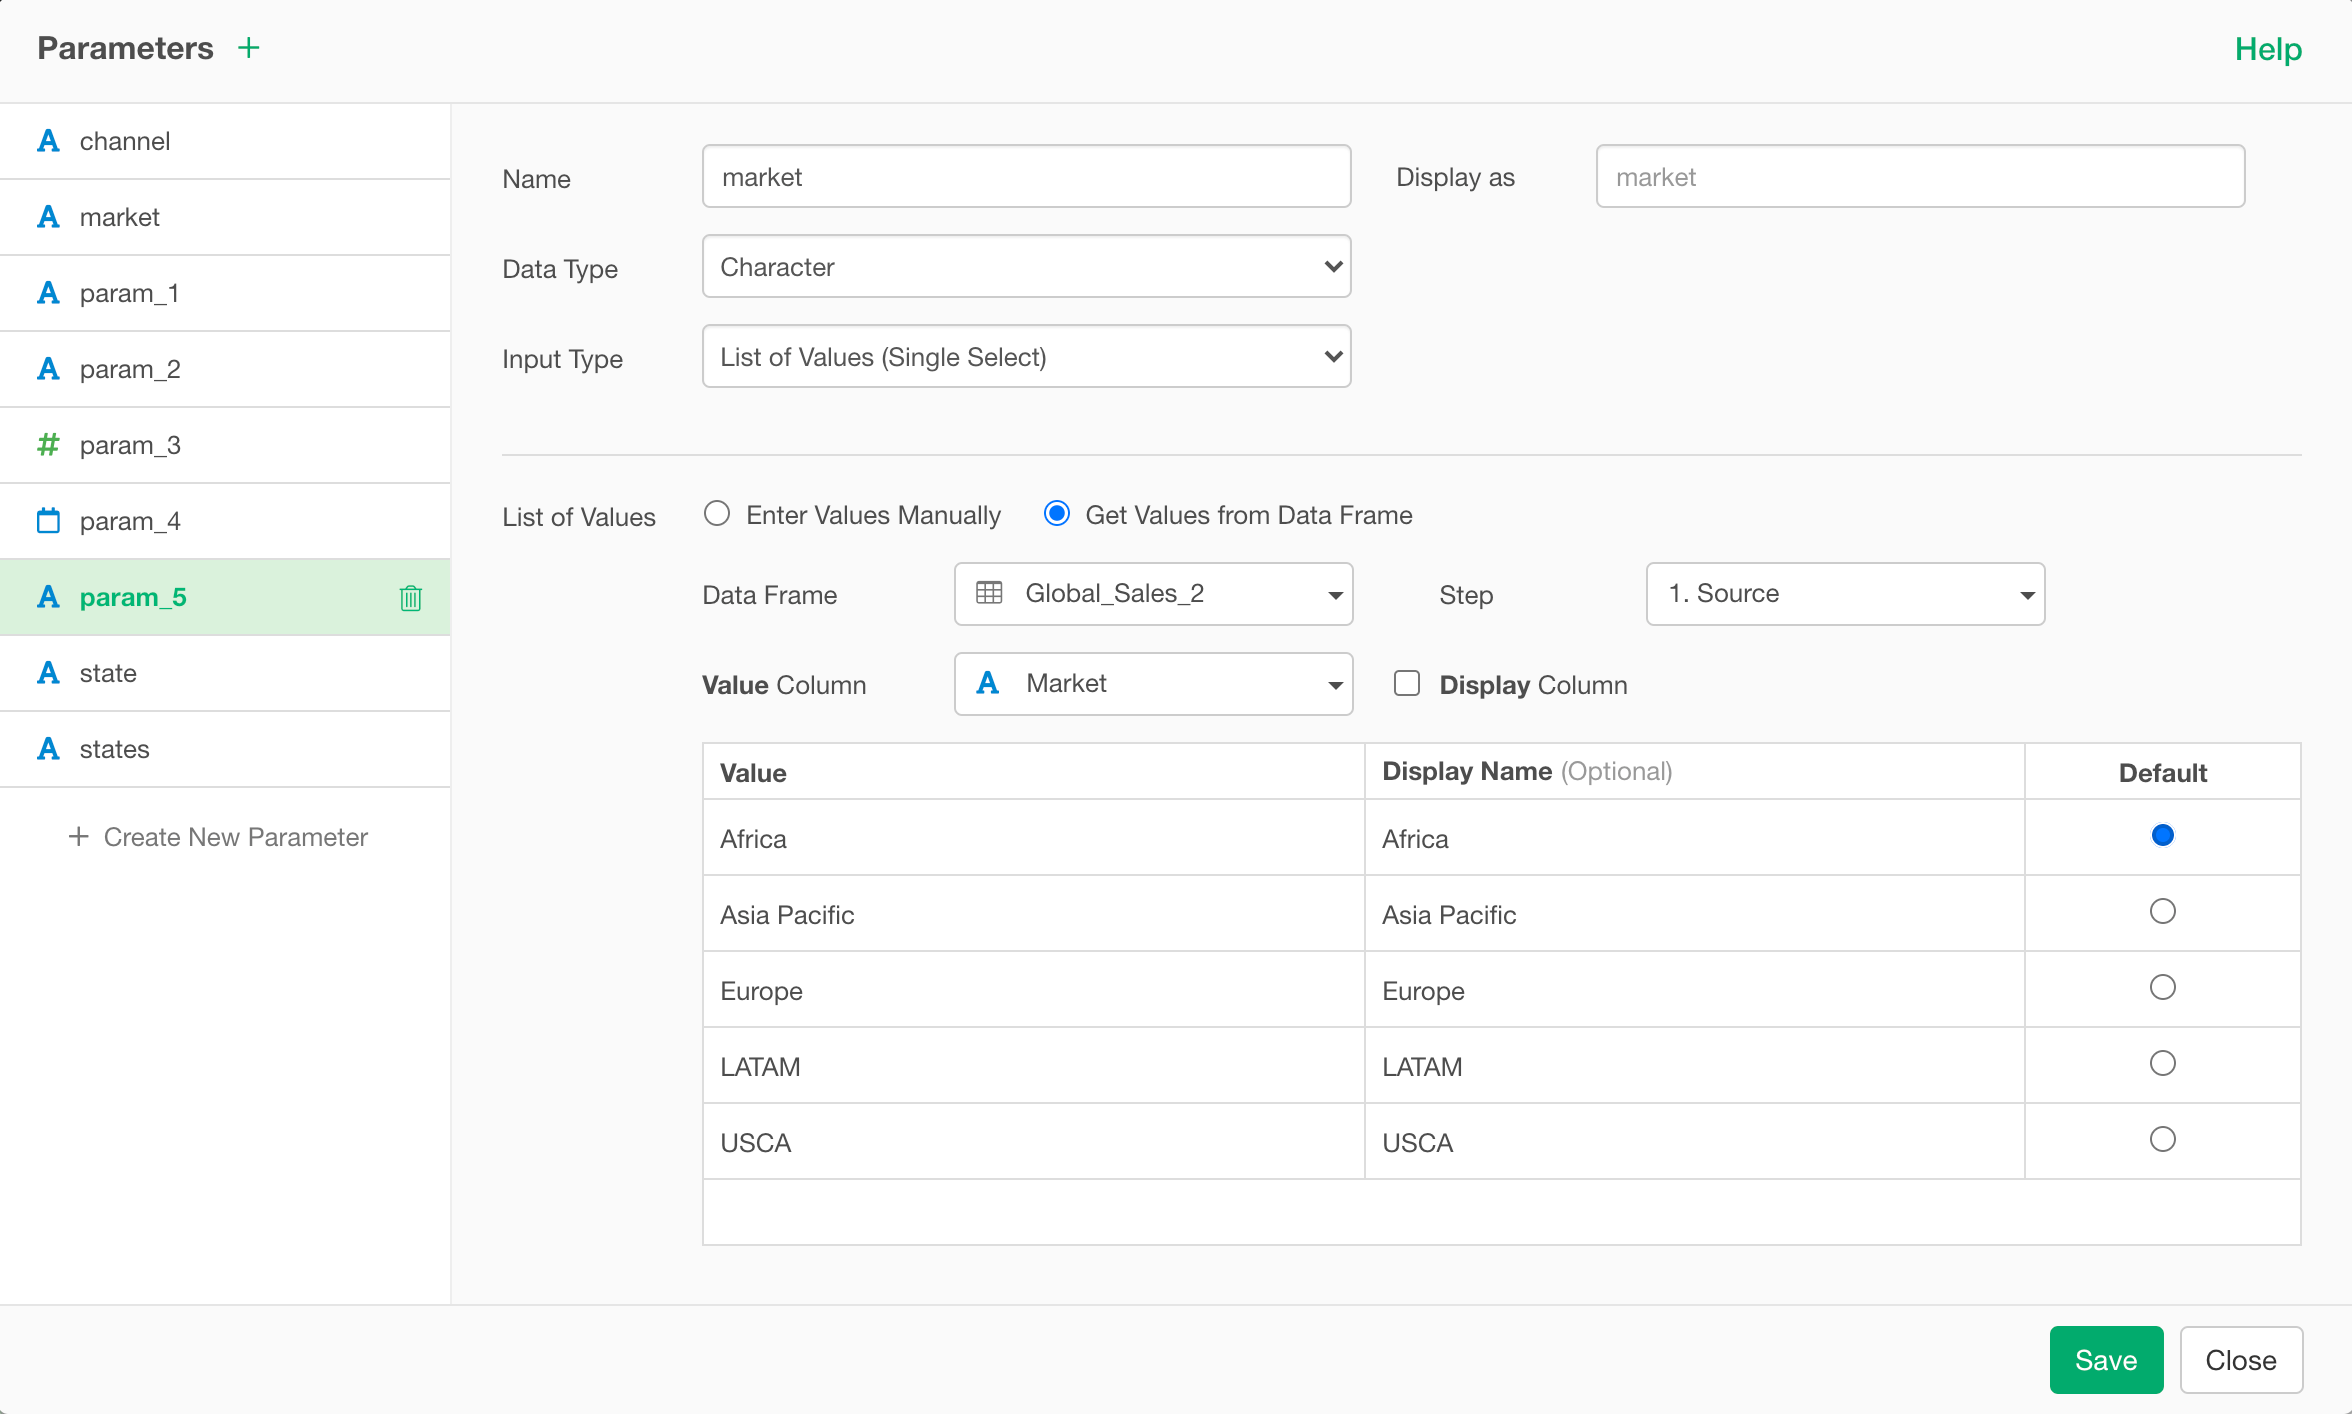 Parameters +
Help
channel
market
param_1
param_2
param_3
param_4
param_5
state
states
+ Create New Parameter
Name market Display as market
Data Type Character
Input Type List of Values (Single Select)
List of Values Enter Values Manually Get Values from Data Frame
Data Frame Global_Sales_2 Step 1. Source
Value Column A Market Display Column
Value Display Name (Optional) Default
Africa Africa
Asia Pacific Asia Pacific
Europe Europe
LATAM LATAM
USCA USCA
Save Close